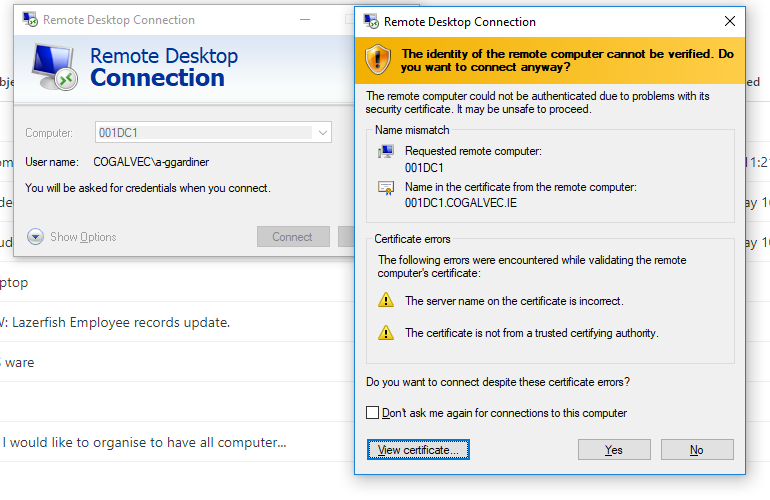 Remote Desktop Connection
Remote Desktop
Connection
Computer:
001DC1
User name:
COGALVEC\a-ggardiner
You will be asked for credentials when you connect.
Show Options
Connect
ptop
W: Lazerfish Employee records update.
S ware
I would like to organise to have all computer...
Remote Desktop Connection
The identity of the remote computer cannot be verified. Do
you want to connect anyway?
The remote computer could not be authenticated due to problems with its
security certificate. It may be unsafe to proceed.
Name mismatch
Requested remote computer:
001DC1
Name in the certificate from the remote computer:
001DC1.COGALVEC.IE
Certificate errors
The following errors were encountered while validating the remote
computer's certificate:
The server name on the certificate is incorrect.
The certificate is not from a trusted certifying authority.
Do you want to connect despite these certificate errors?
Don't ask me again for connections to this computer
View certificate...
Yes
No
ed
11:21
ay 10
ay 10